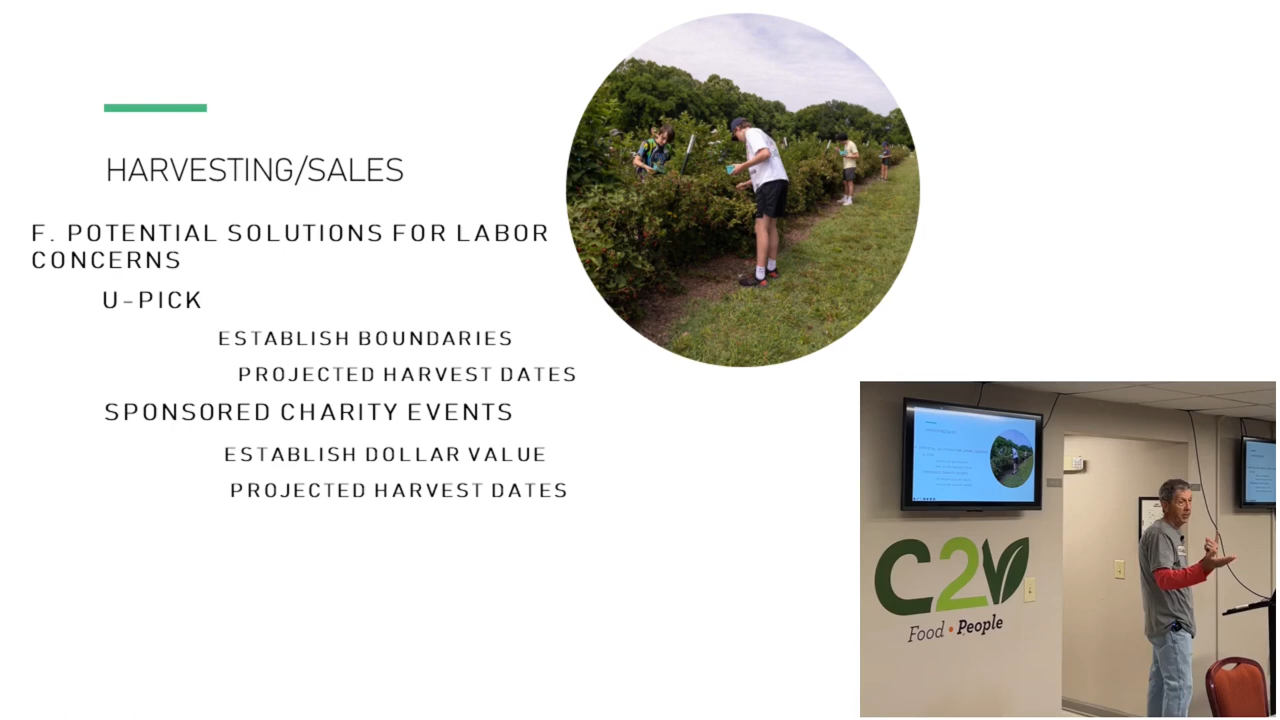 HARVESTING/SALES
F. POTENTIAL SOLUTIONS FOR LABOR
CONCERNS
U-PICK
ESTABLISH BOUNDARIES
PROJECTED HARVEST DATES
SPONSORED CHARITY EVENTS
ESTABLISH DOLLAR VALUE
PROJECTED HARVEST DATES
C2V
Food • People